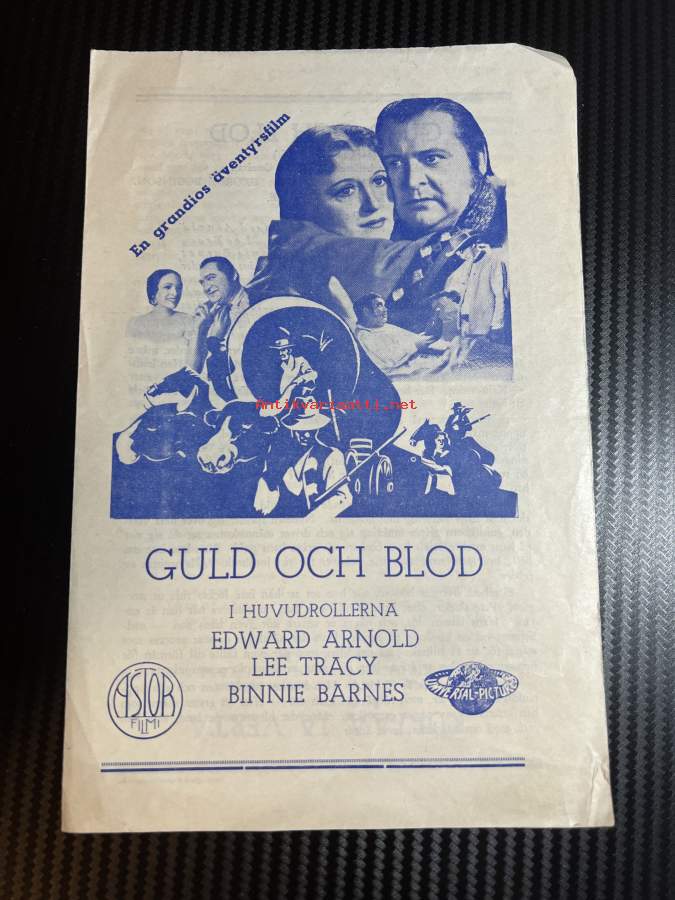 En grandios äventyrsfilm
Antikvariaatti.net
GULD OCH BLOD
I HUVUDROLLERNA
EDWARD ARNOLD
LEE TRACY
BINNIE BARNES
ASTOR
FILMI
UNIVERSAL-PICTURE